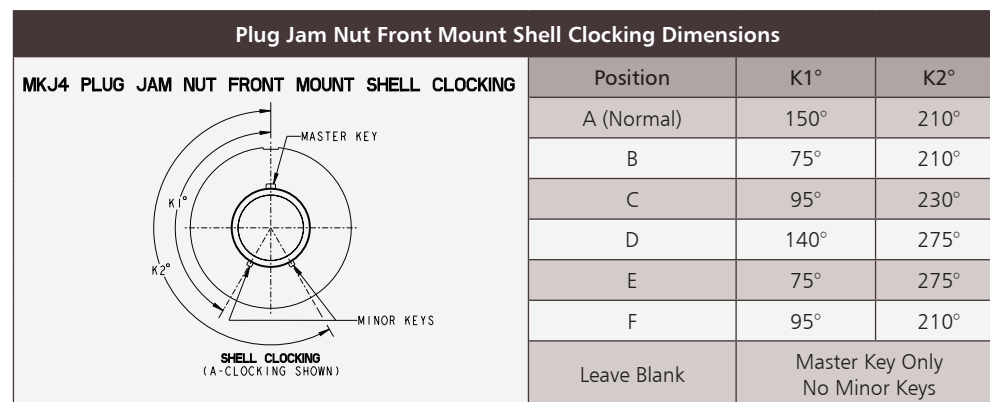 Plug Jam Nut Front Mount Shell Clocking Dimensions
MKJ4 PLUG JAM NUT FRONT MOUNT SHELL CLOCKING
MASTER KEY
K1°
K2°
MINOR KEYS
SHELL CLOCKING
(A-CLOCKING SHOWN)
Position K1° K2°
A (Normal) 150° 210°
B 75° 210°
C 95° 230°
D 140° 275°
E 75° 275°
F 95° 210°
Leave Blank Master Key Only
No Minor Keys